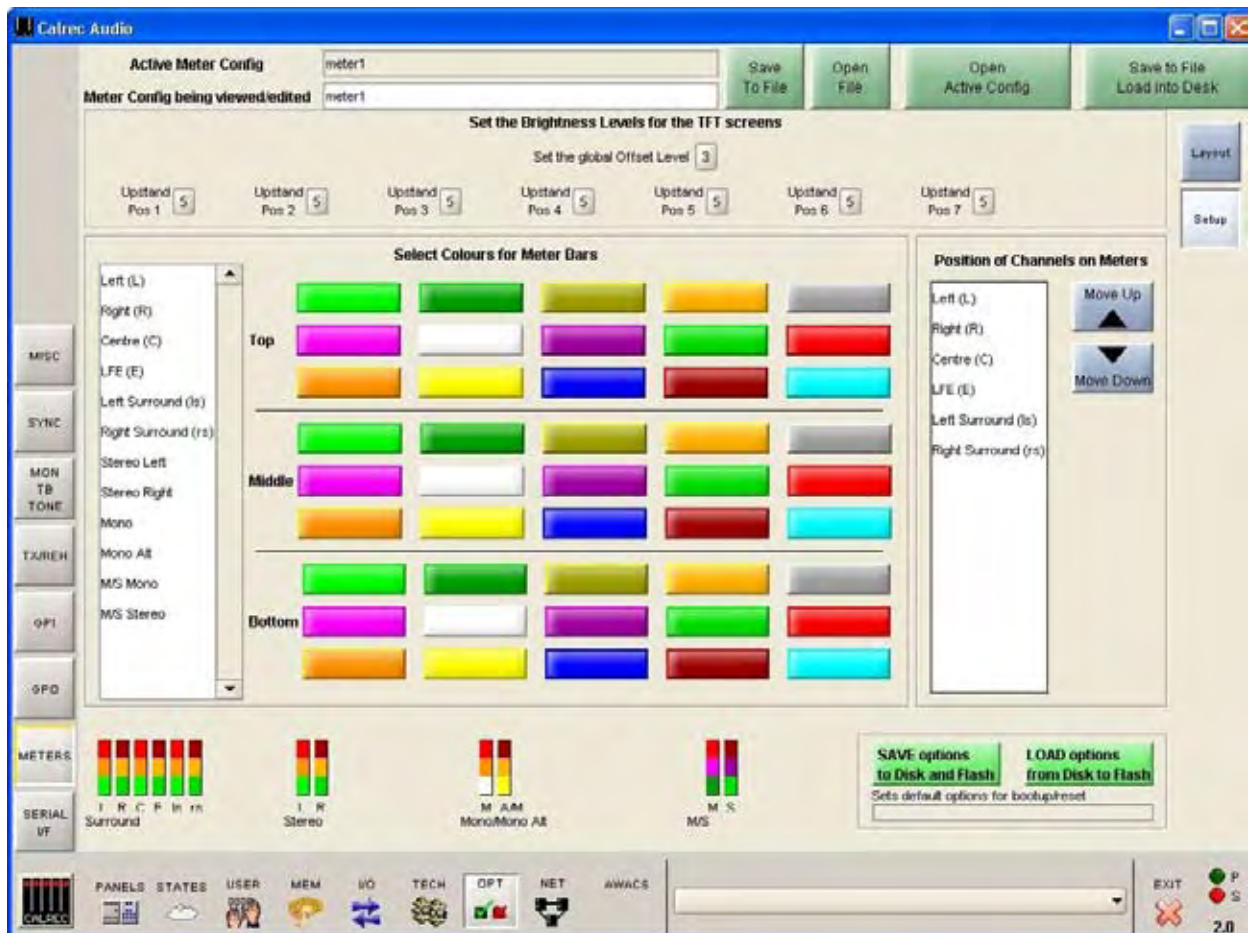 Calrec Audio
Active Meter Config
meter1
Save
To File
Open
File
Open
Active Config
Save to File
Load into Desk
Meter Config being viewed/edited
meter1
Set the Brightness Levels for the TFT screens
Set the global Offset Level 3
Upstand
Pos 1 5
Upstand
Pos 2 5
Upstand
Pos 3 5
Upstand
Pos 4 5
Upstand
Pos 5 5
Upstand
Pos 6 5
Upstand
Pos 7 5
Layout
Setup
Select Colours for Meter Bars
Left (L)
Right (R)
Centre (C)
LFE (E)
Left Surround (ls)
Right Surround (rs)
Stereo Left
Stereo Right
Mono
Mono Alt
M/S Mono
M/S Stereo
Top
Middle
Bottom
Position of Channels on Meters
Left (L)
Right (R)
Centre (C)
LFE (E)
Left Surround (ls)
Right Surround (rs)
Move Up
Move Down
MISC
SYNC
MON
TB
TONE
TX/REH
GPI
GPO
METERS
SERIAL
I/F
L R C E ls rs
Surround
L R
Stereo
M A/M
Mono/Mono Alt
M S
M/S
SAVE options
to Disk and Flash
LOAD options
from Disk to Flash
Sets default options for bootup/reset
CALREC
PANELS
STATES
USER
MEM
I/O
TECH
OPT
NET
AWACS
EXIT
P
S
2.0